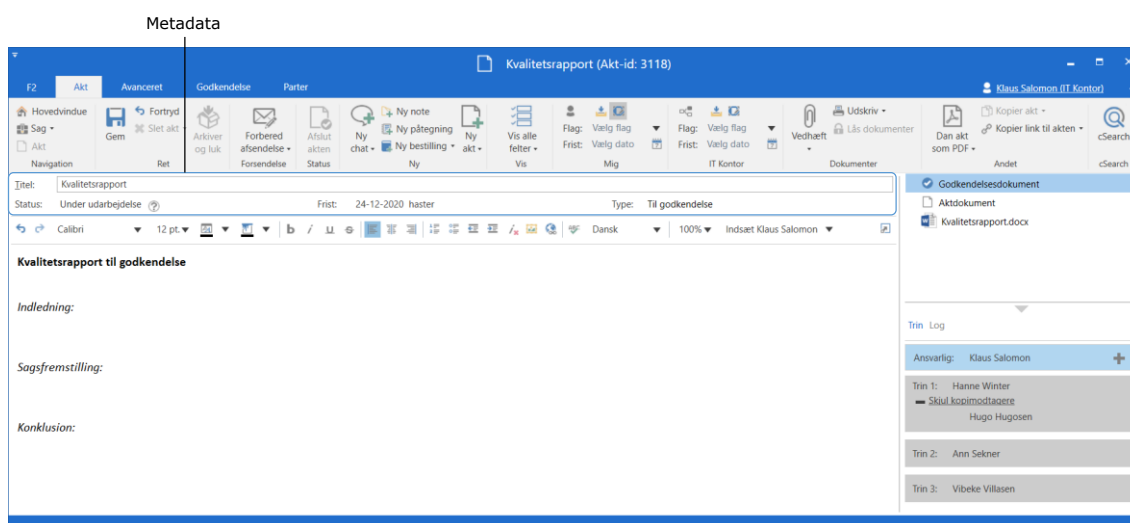 Metadata
Kvalitetsrapport (Akt-id: 3118)
F2 Akt Avanceret Godkendelse Parter Klaus Salomon (IT Kontor)
Hovedvindue
Sag
Akt
Navigation
Gem
Fortryd
Slet akt
Ret
Arkiver og luk
Forbered afsendelse
Forsendelse
Afslut akten
Status
Ny chat
Ny note
Ny påtegning
Ny bestilling
Ny akt
Ny
Vis alle felter
Vis
Flag: Vælg flag
Frist: Vælg dato
Mig
Flag: Vælg flag
Frist: Vælg dato
IT Kontor
Vedhæft
Udskriv
Lås dokumenter
Dokumenter
Dan akt som PDF
Kopier akt
Kopier link til akten
Andet
cSearch
cSearch
Titel: Kvalitetsrapport
Status: Under udarbejdelse Frist: 24-12-2020 haster Type: Til godkendelse
Calibri 12 pt. b / u Dansk 100% Indsæt Klaus Salomon
Kvalitetsrapport til godkendelse
Indledning:
Sagsfremstilling:
Konklusion:
Godkendelsesdokument
Aktdokument
Kvalitetsrapport.docx
Trin Log
Ansvarlig: Klaus Salomon
Trin 1: Hanne Winter
Skjul kopimodtagere
Hugo Hugosen
Trin 2: Ann Sekner
Trin 3: Vibeke Villasen